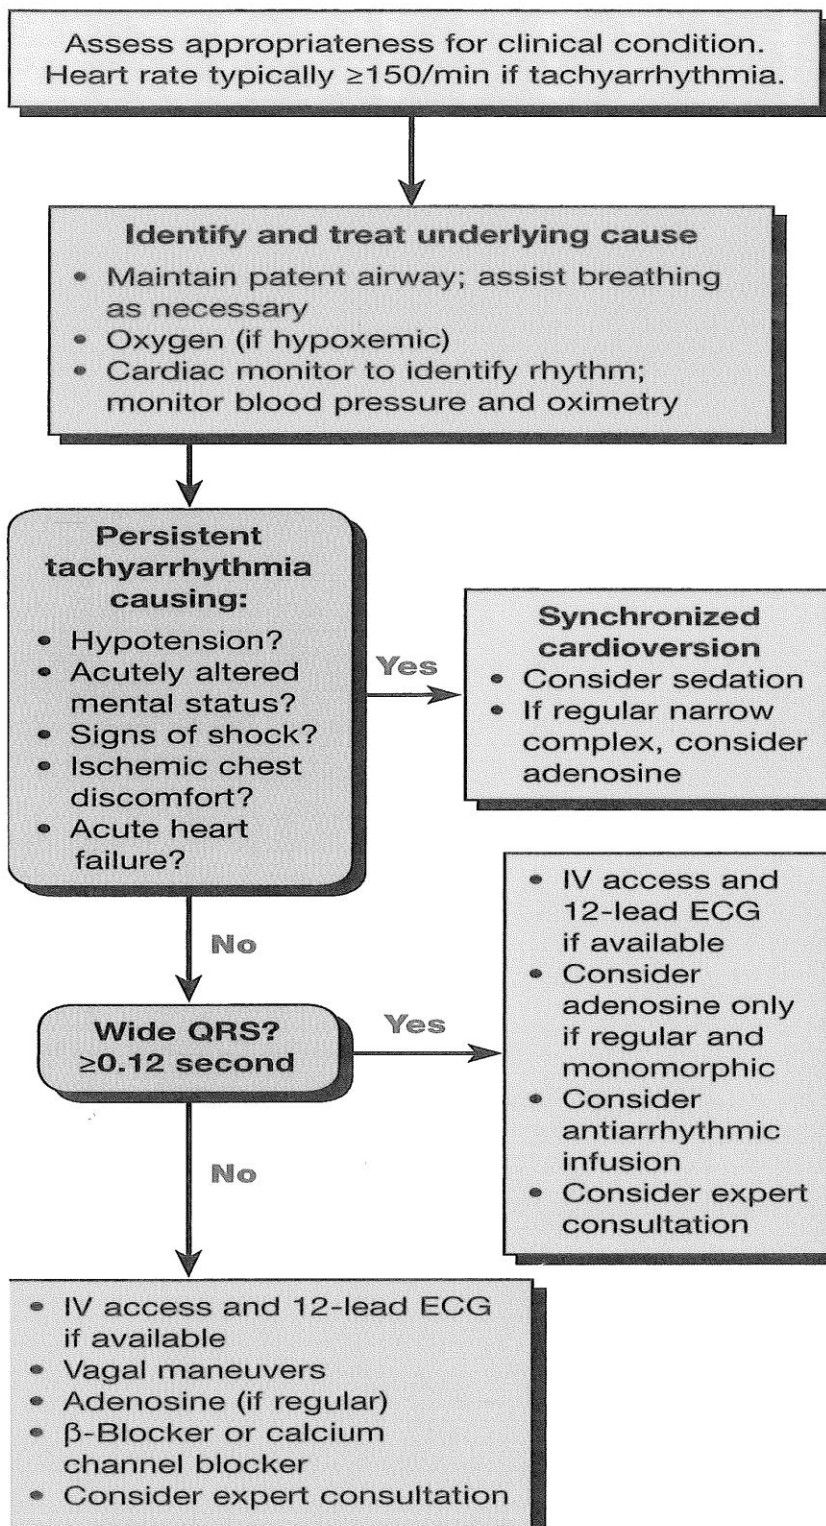 Assess appropriateness for clinical condition.
Heart rate typically ≥150/min if tachyarrhythmia.
Identify and treat underlying cause
• Maintain patent airway; assist breathing
as necessary
• Oxygen (if hypoxemic)
• Cardiac monitor to identify rhythm;
monitor blood pressure and oximetry
Persistent
tachyarrhythmia
causing:
• Hypotension?
• Acutely altered
mental status?
• Signs of shock?
• Ischemic chest
discomfort?
• Acute heart
failure?
Yes
Synchronized
cardioversion
• Consider sedation
• If regular narrow
complex, consider
adenosine
No
Wide QRS?
≥0.12 second
Yes
• IV access and
12-lead ECG
if available
• Consider
adenosine only
if regular and
monomorphic
• Consider
antiarrhythmic
infusion
• Consider expert
consultation
No
• IV access and 12-lead ECG
if available
• Vagal maneuvers
• Adenosine (if regular)
• β-Blocker or calcium
channel blocker
• Consider expert consultation